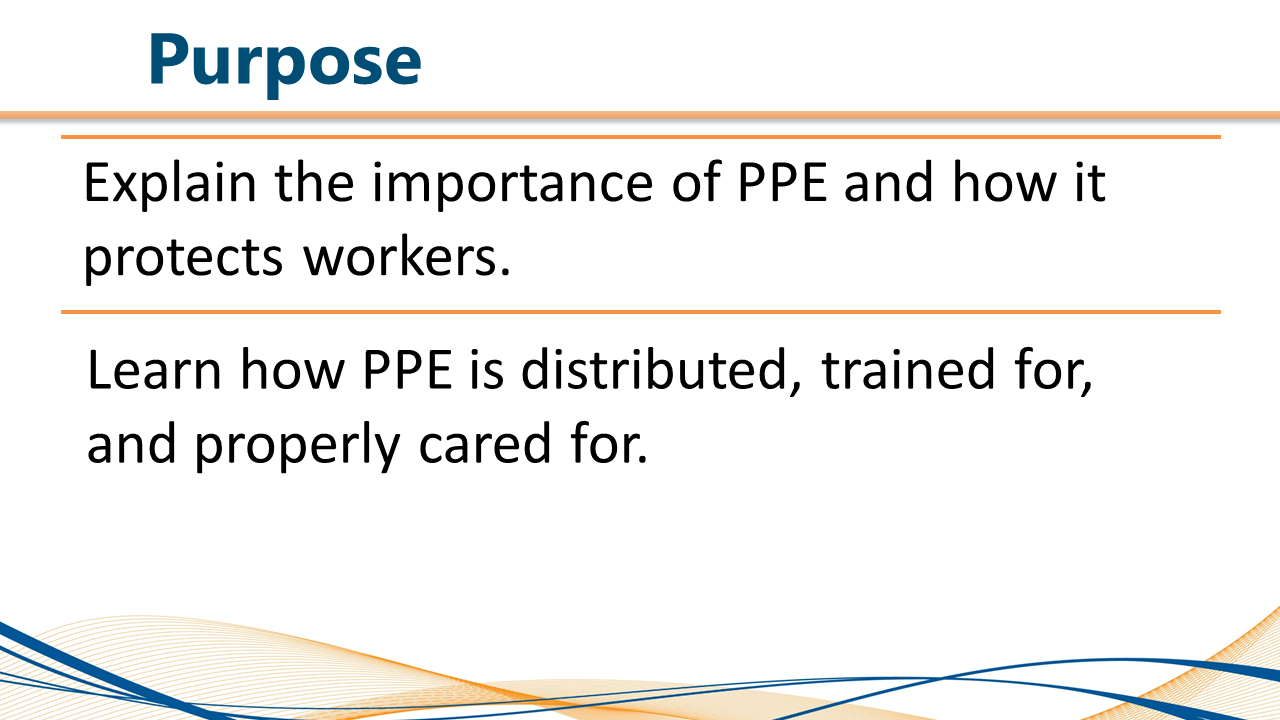 Purpose
Explain the importance of PPE and how it
protects workers.
Learn how PPE is distributed, trained for,
and properly cared for.